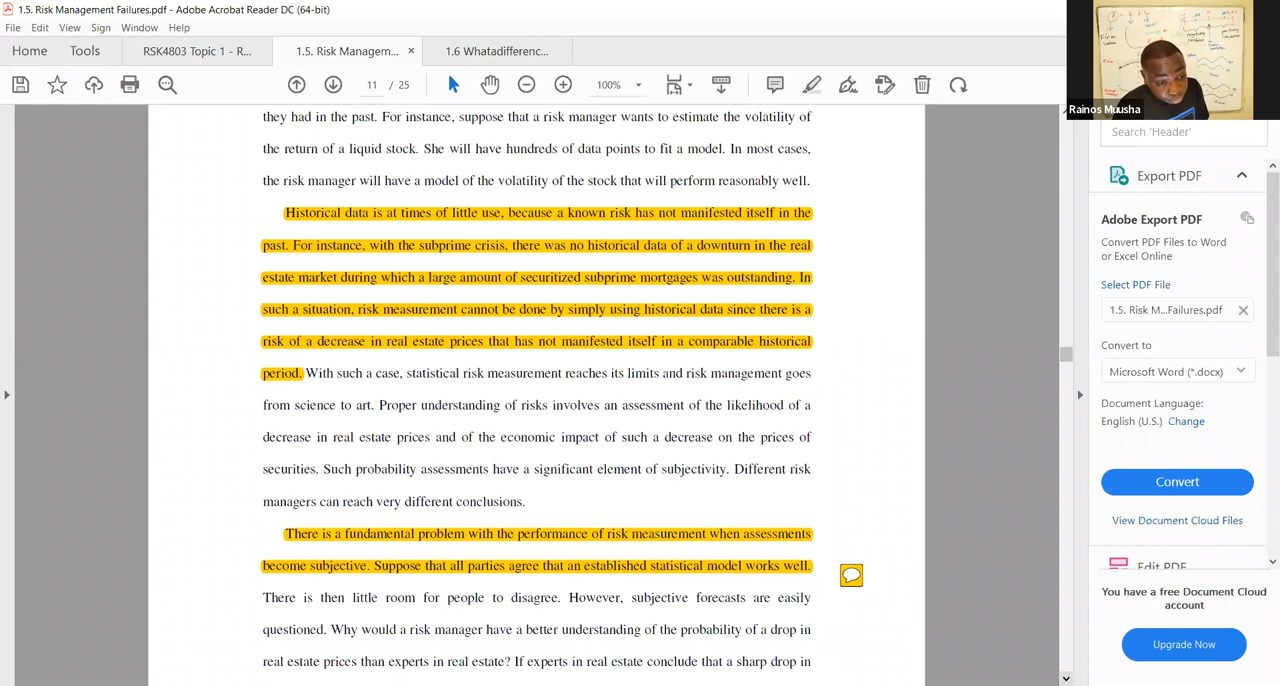 1.5. Risk Management Failures.pdf - Adobe Acrobat Reader DC (64-bit)
File Edit View Sign Window Help
Home Tools RSK4803 Topic 1 - R... 1.5. Risk Managem... × 1.6 Whatadifferenc...
11 / 25 100%
Rainos Muusha
they had in the past. For instance, suppose that a risk manager wants to estimate the volatility of
the return of a liquid stock. She will have hundreds of data points to fit a model. In most cases,
the risk manager will have a model of the volatility of the stock that will perform reasonably well.
Historical data is at times of little use, because a known risk has not manifested itself in the
past. For instance, with the subprime crisis, there was no historical data of a downturn in the real
estate market during which a large amount of securitized subprime mortgages was outstanding. In
such a situation, risk measurement cannot be done by simply using historical data since there is a
risk of a decrease in real estate prices that has not manifested itself in a comparable historical
period. With such a case, statistical risk measurement reaches its limits and risk management goes
from science to art. Proper understanding of risks involves an assessment of the likelihood of a
decrease in real estate prices and of the economic impact of such a decrease on the prices of
securities. Such probability assessments have a significant element of subjectivity. Different risk
managers can reach very different conclusions.
There is a fundamental problem with the performance of risk measurement when assessments
become subjective. Suppose that all parties agree that an established statistical model works well.
There is then little room for people to disagree. However, subjective forecasts are easily
questioned. Why would a risk manager have a better understanding of the probability of a drop in
real estate prices than experts in real estate? If experts in real estate conclude that a sharp drop in
Search 'Header'
Export PDF
Adobe Export PDF
Convert PDF Files to Word
or Excel Online
Select PDF File
1.5. Risk M...Failures.pdf
Convert to
Microsoft Word (*.docx)
Document Language:
English (U.S.) Change
Convert
View Document Cloud Files
Edit PDF
You have a free Document Cloud
account
Upgrade Now